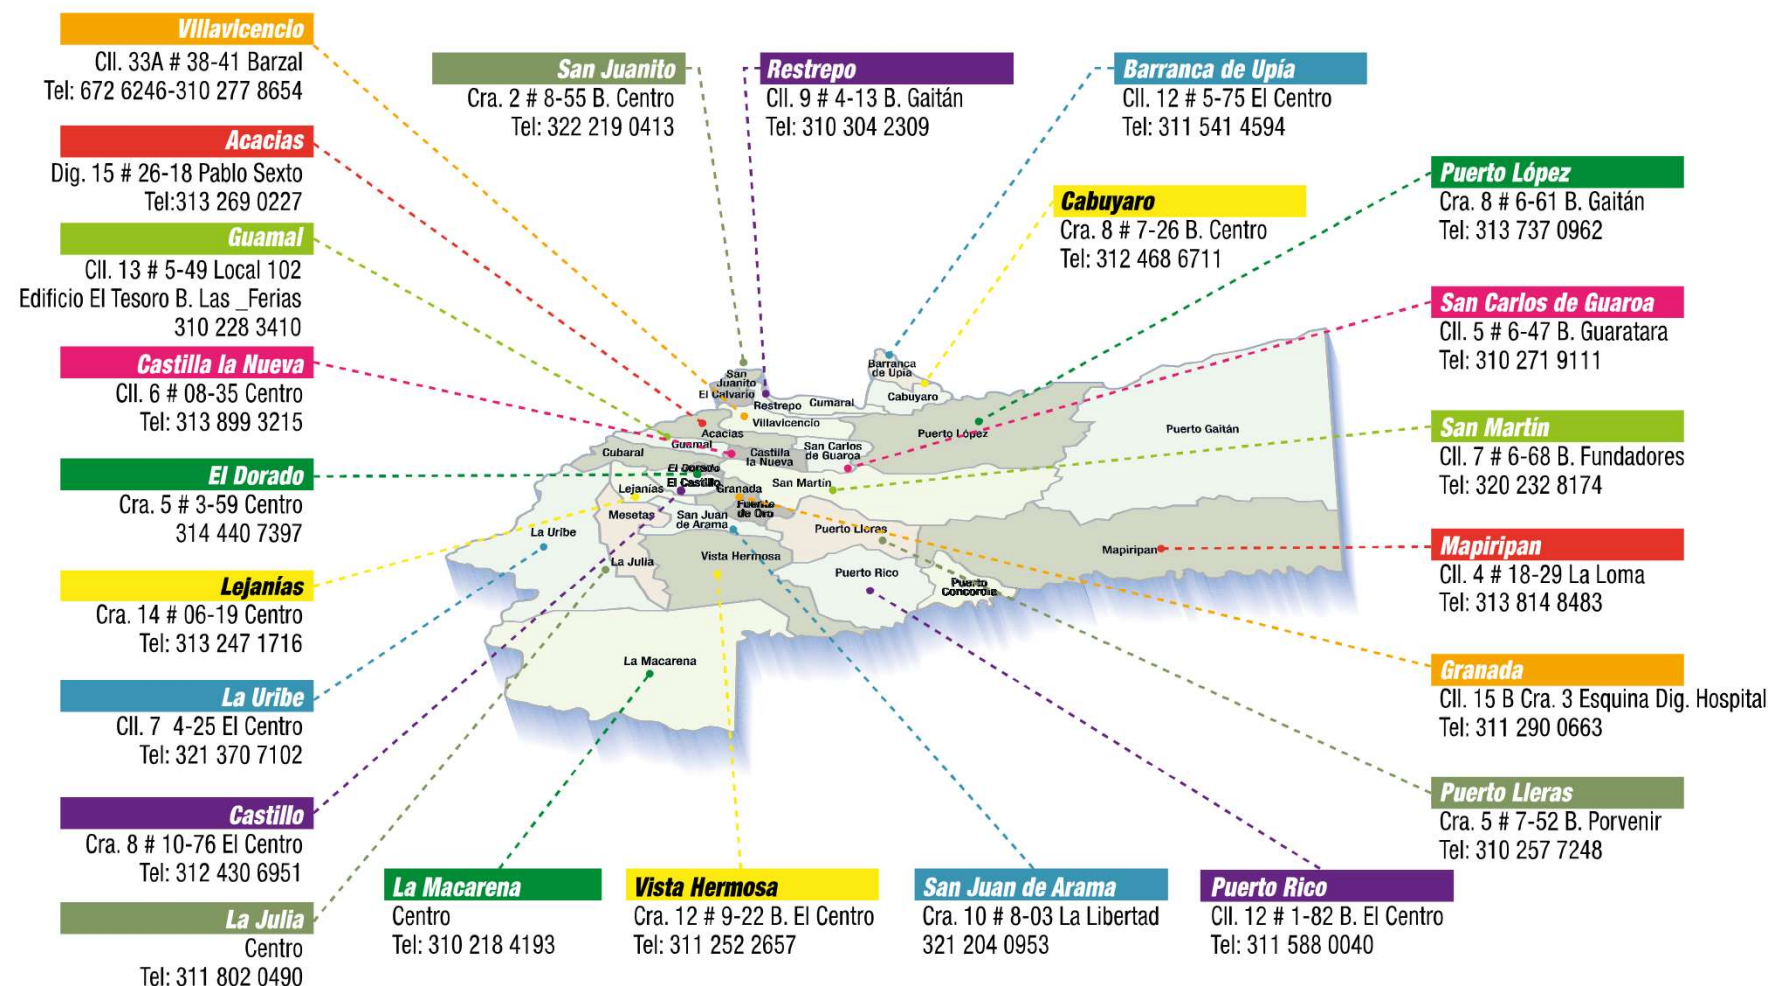 Villavicencio
Cll. 33A # 38-41 Barzal
Tel: 672 6246-310 277 8654
Acacias
Dig. 15 # 26-18 Pablo Sexto
Tel:313 269 0227
Guamal
Cll. 13 # 5-49 Local 102
Edificio El Tesoro B. Las _Ferias
310 228 3410
Castilla la Nueva
Cll. 6 # 08-35 Centro
Tel: 313 899 3215
El Dorado
Cra. 5 # 3-59 Centro
314 440 7397
Lejanías
Cra. 14 # 06-19 Centro
Tel: 313 247 1716
La Uribe
Cll. 7 4-25 El Centro
Tel: 321 370 7102
Castillo
Cra. 8 # 10-76 El Centro
Tel: 312 430 6951
La Julia
Centro
Tel: 311 802 0490
San Juanito
Cra. 2 # 8-55 B. Centro
Tel: 322 219 0413
Restrepo
Cll. 9 # 4-13 B. Gaitán
Tel: 310 304 2309
Barranca de Upía
Cll. 12 # 5-75 El Centro
Tel: 311 541 4594
Cabuyaro
Cra. 8 # 7-26 B. Centro
Tel: 312 468 6711
Puerto López
Cra. 8 # 6-61 B. Gaitán
Tel: 313 737 0962
San Carlos de Guaroa
Cll. 5 # 6-47 B. Guaratara
Tel: 310 271 9111
San Martín
Cll. 7 # 6-68 B. Fundadores
Tel: 320 232 8174
Mapiripan
Cll. 4 # 18-29 La Loma
Tel: 313 814 8483
Granada
Cll. 15 B Cra. 3 Esquina Dig. Hospital
Tel: 311 290 0663
Puerto Lleras
Cra. 5 # 7-52 B. Porvenir
Tel: 310 257 7248
La Macarena
Centro
Tel: 310 218 4193
Vista Hermosa
Cra. 12 # 9-22 B. El Centro
Tel: 311 252 2657
San Juan de Arama
Cra. 10 # 8-03 La Libertad
321 204 0953
Puerto Rico
Cll. 12 # 1-82 B. El Centro
Tel: 311 588 0040
San
Juanito
El Calvario
Restrepo
Cumaral
Barranca
de Upía
Cabuyaro
Villavicencio
Acacias
Puerto López
Puerto Gaitán
Guamal
Cubaral
Castilla
la Nueva
San Carlos
de Guaroa
El Dorado
El Castillo
Lejanías
Granada
San Martín
Fuente
de Oro
Mesetas
San Juan
de Arama
La Uribe
Puerto Lleras
Vista Hermosa
Mapiripan
La Julia
Puerto Rico
Puerto
Concordia
La Macarena